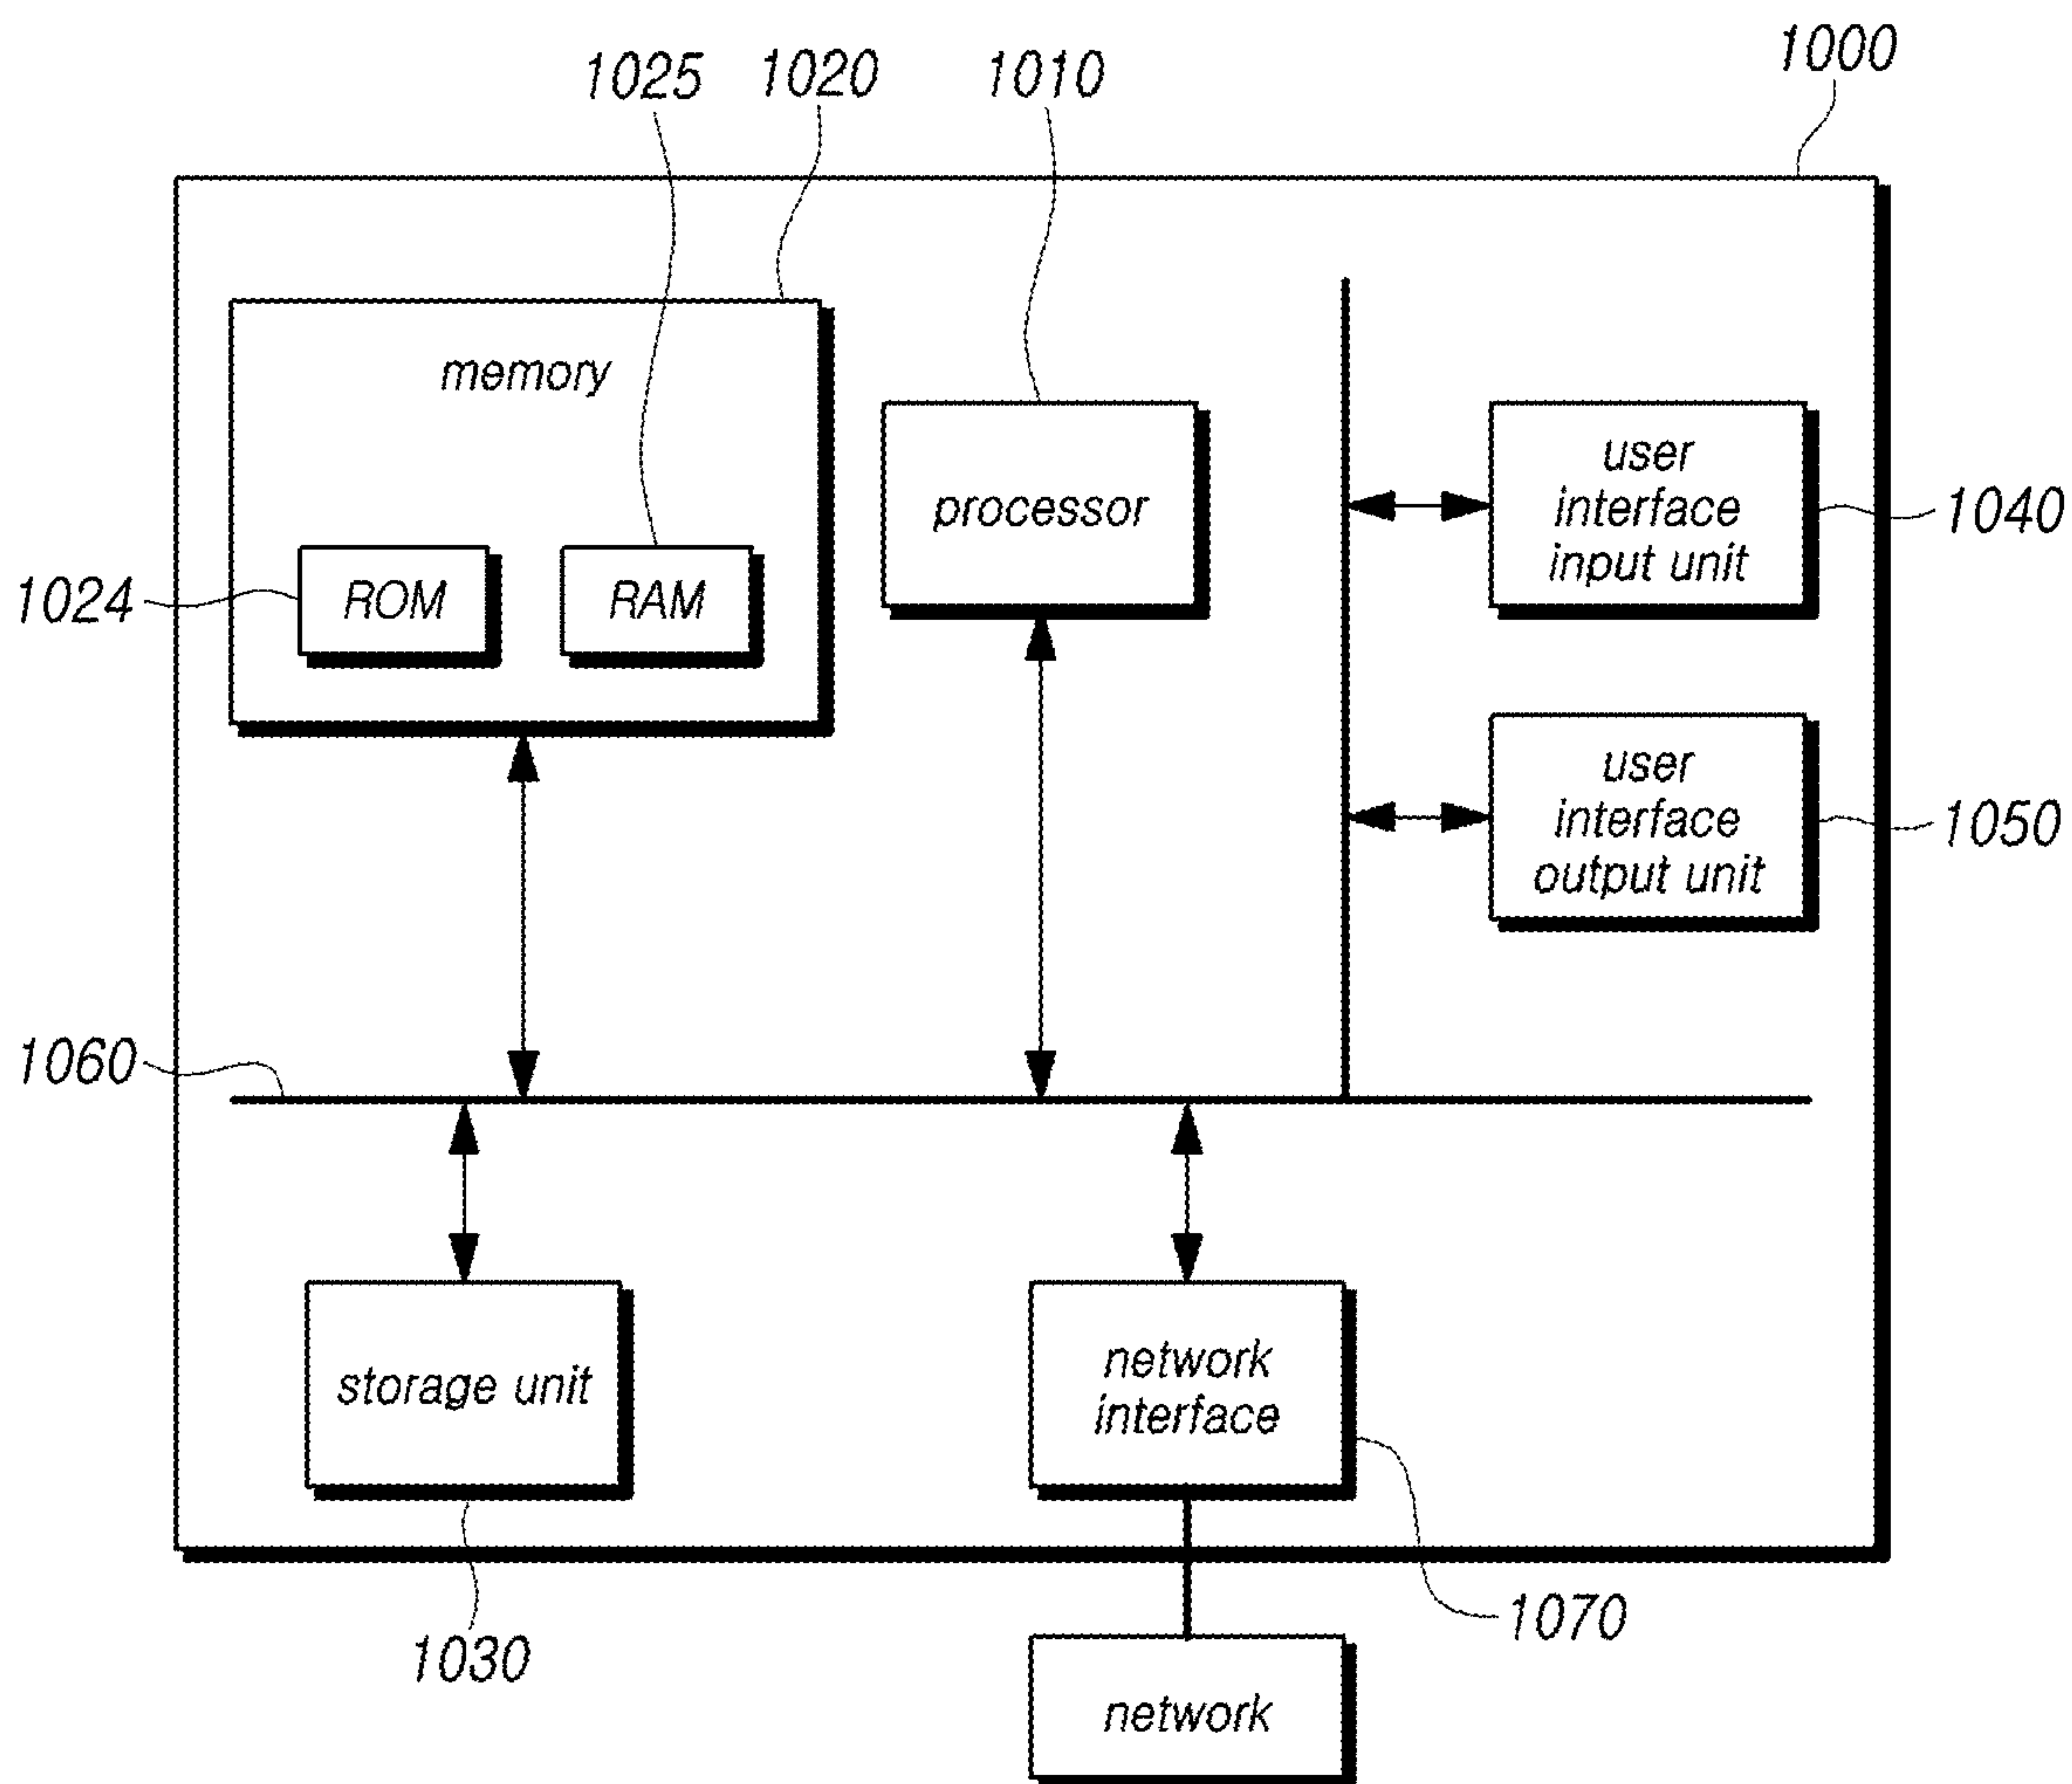 1000
1025
1020
1010
memory
processor
user
interface
input unit
1040
1024
ROM
RAM
user
interface
output unit
1050
1060
storage unit
network
interface
1070
1030
network